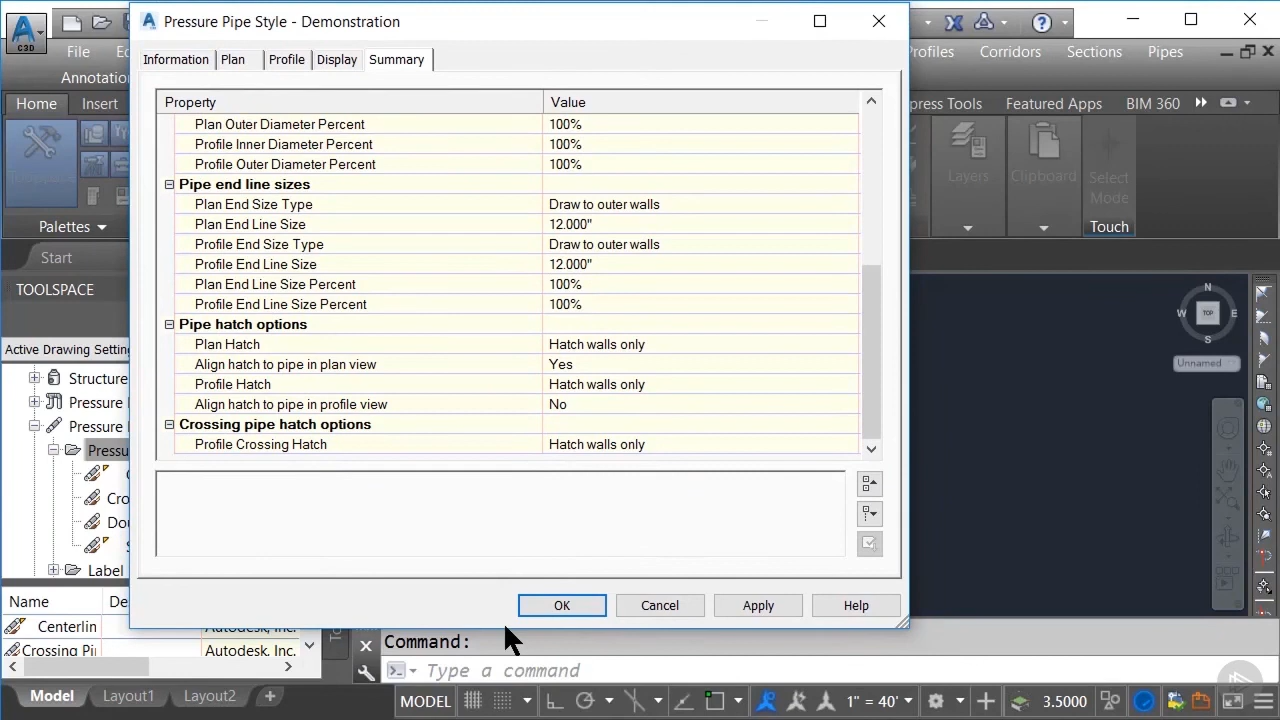 Pressure Pipe Style - Demonstration
C3D
File
Profiles
Corridors
Sections
Pipes
Annotatio
Information
Plan
Profile
Display
Summary
Home
Insert
press Tools
Featured Apps
BIM 360
Property
Value
Plan Outer Diameter Percent
100%
Profile Inner Diameter Percent
100%
Profile Outer Diameter Percent
100%
Pipe end line sizes
Plan End Size Type
Draw to outer walls
Plan End Line Size
12.000"
Profile End Size Type
Draw to outer walls
Profile End Line Size
12.000"
Plan End Line Size Percent
100%
Profile End Line Size Percent
100%
Pipe hatch options
Plan Hatch
Hatch walls only
Align hatch to pipe in plan view
Yes
Profile Hatch
Hatch walls only
Align hatch to pipe in profile view
No
Crossing pipe hatch options
Profile Crossing Hatch
Hatch walls only
OK
Cancel
Apply
Help
Palettes
Layers
Clipboard
Select
Mode
Touch
Start
TOOLSPACE
Active Drawing Setting
Structure
Pressure
Pressure
Pressu
Cro
Dou
Label
N
W
TOP
E
S
Unnamed
Name
De
Centerlin
Autodesk, Inc.
Crossing Pi
Autodesk, Inc.
Command:
Type a command
Model
Layout1
Layout2
MODEL
1" = 40'
3.5000